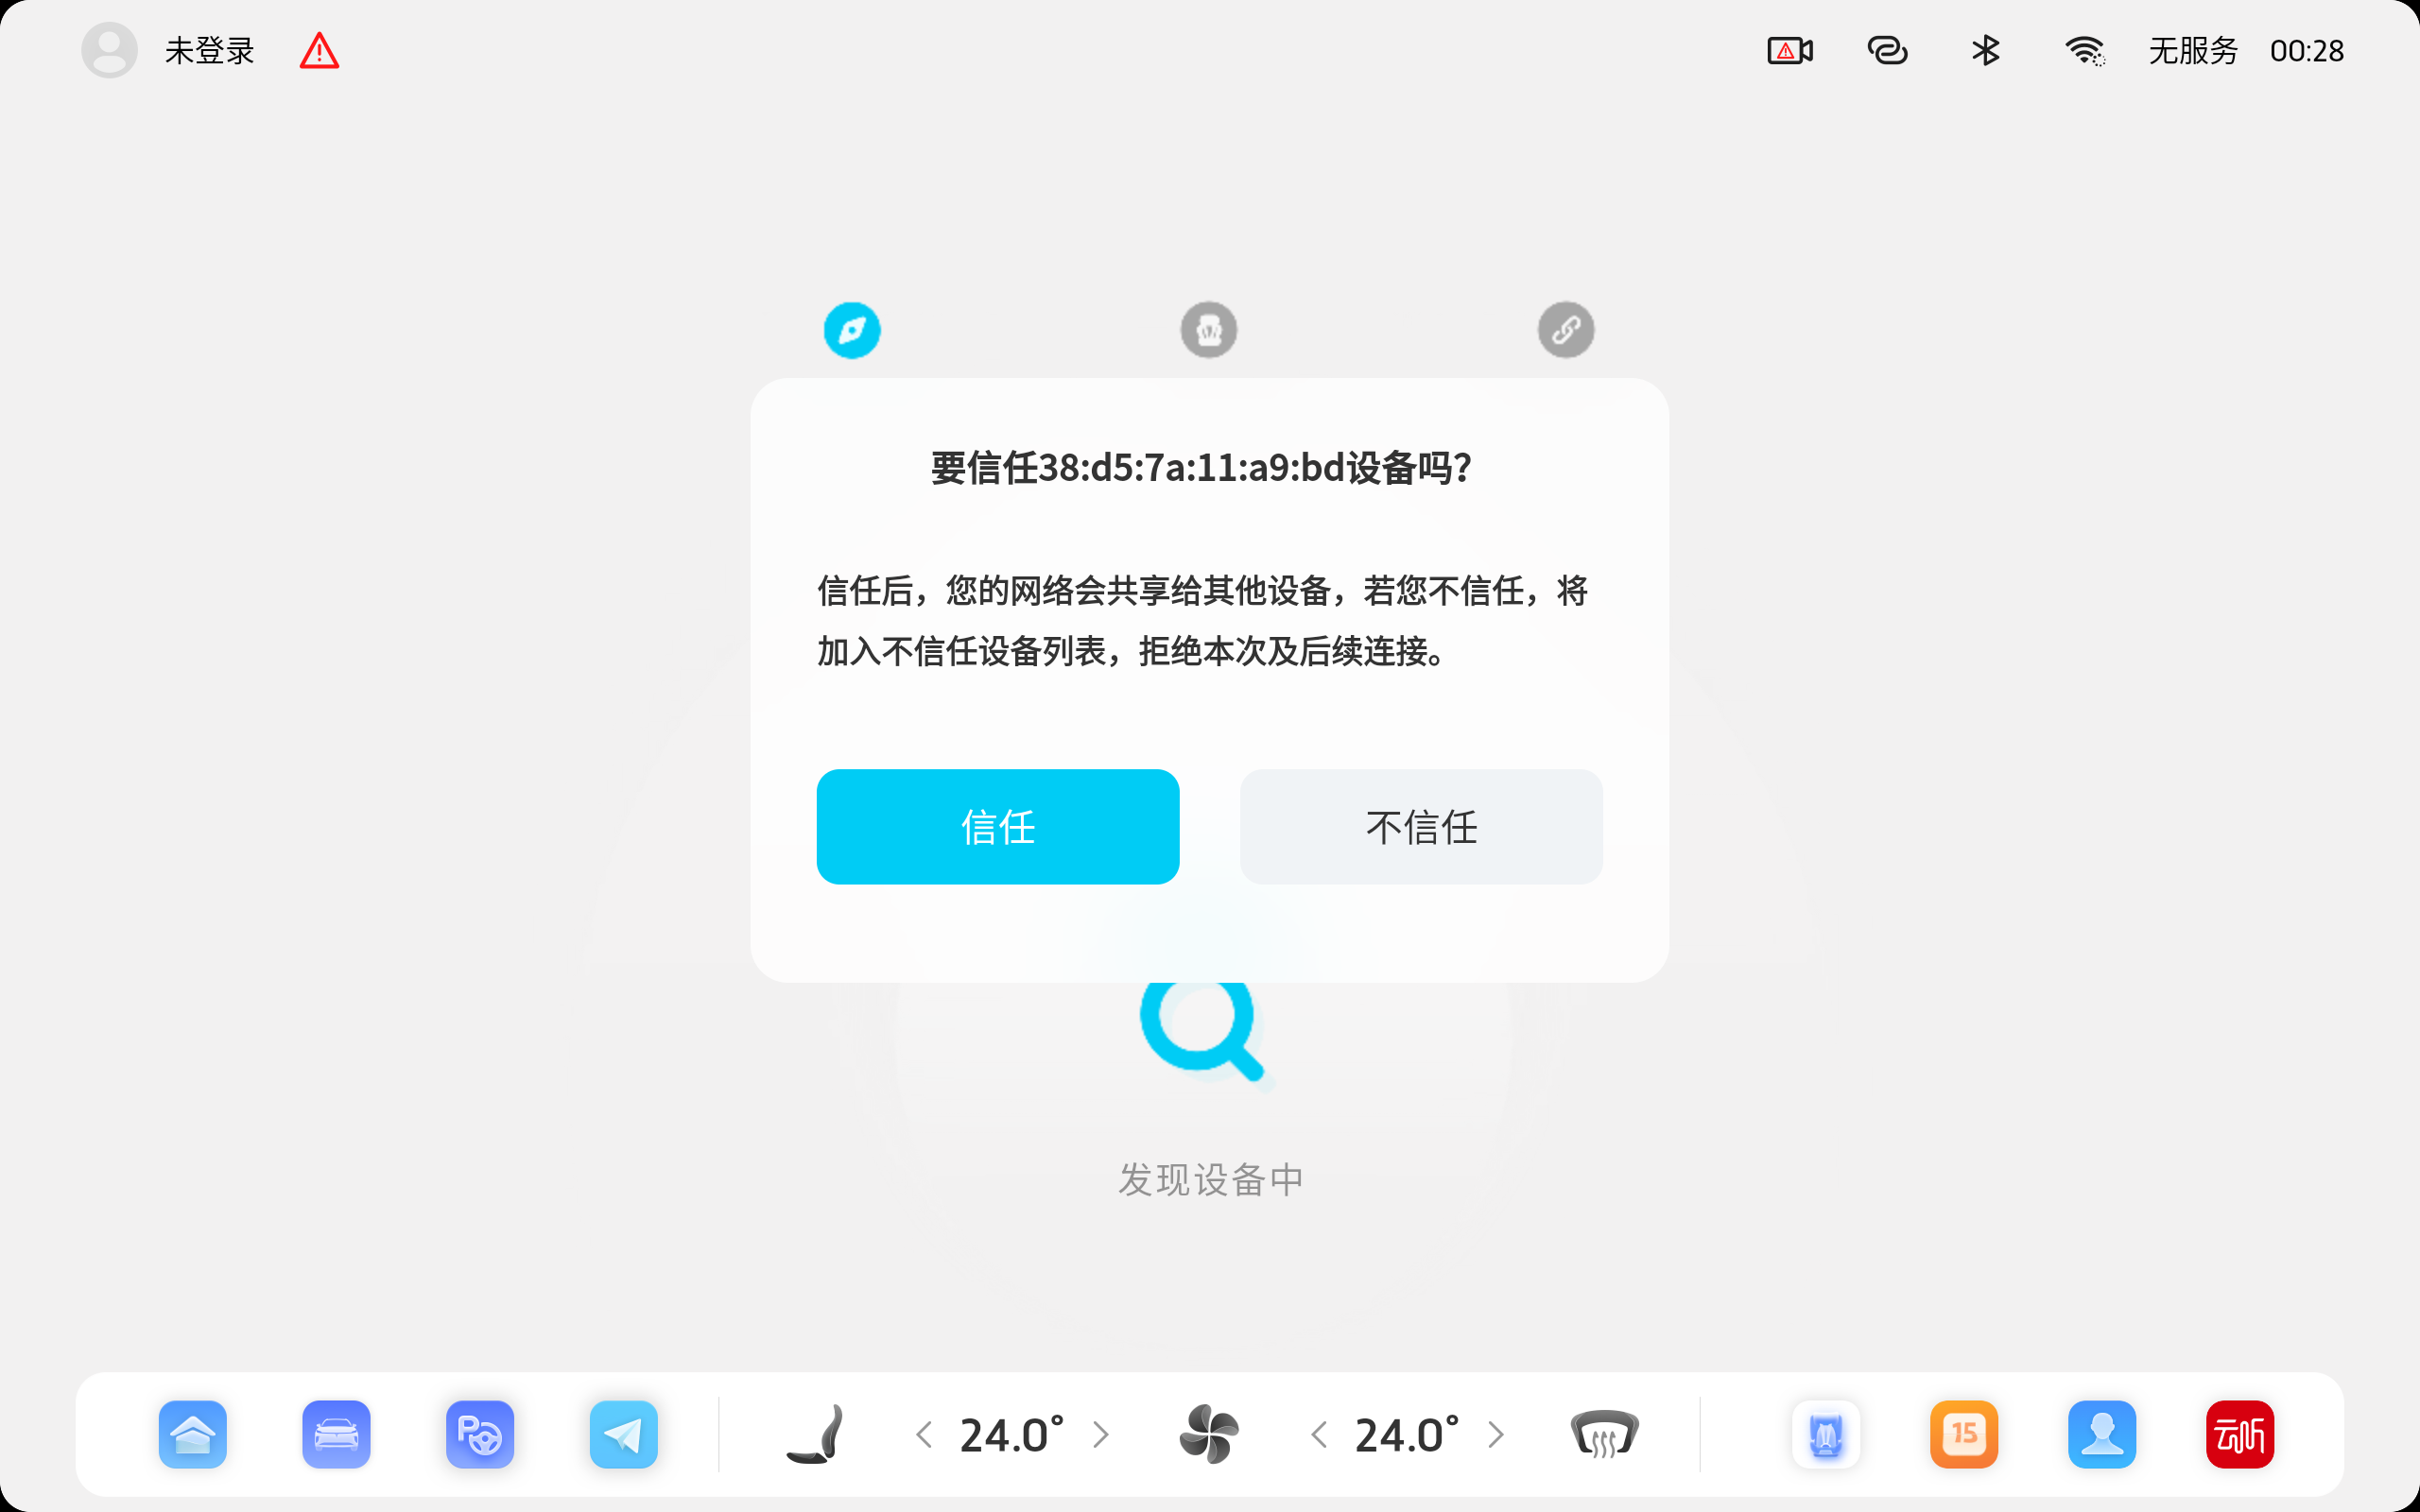 未登录
无服务 00:28
要信任38:d5:7a:11:a9:bd设备吗?
信任后，您的网络会共享给其他设备，若您不信任，将
加入不信任设备列表，拒绝本次及后续连接。
信任
不信任
发现设备中
P
24.0°
24.0°
15
云听